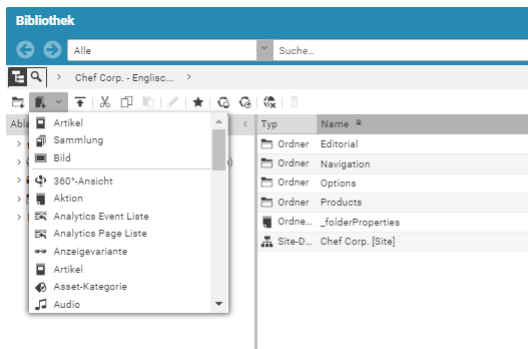 Bibliothek
Alle
Suche...
Chef Corp. - Englisc...
Abla
Typ
Name
Artikel
Sammlung
Bild
360°-Ansicht
Aktion
Analytics Event Liste
Analytics Page Liste
Anzeigevariante
Artikel
Asset-Kategorie
Audio
Ordner Editorial
Ordner Navigation
Ordner Options
Ordner Products
Ordne... _folderProperties
Site-D... Chef Corp. [Site]